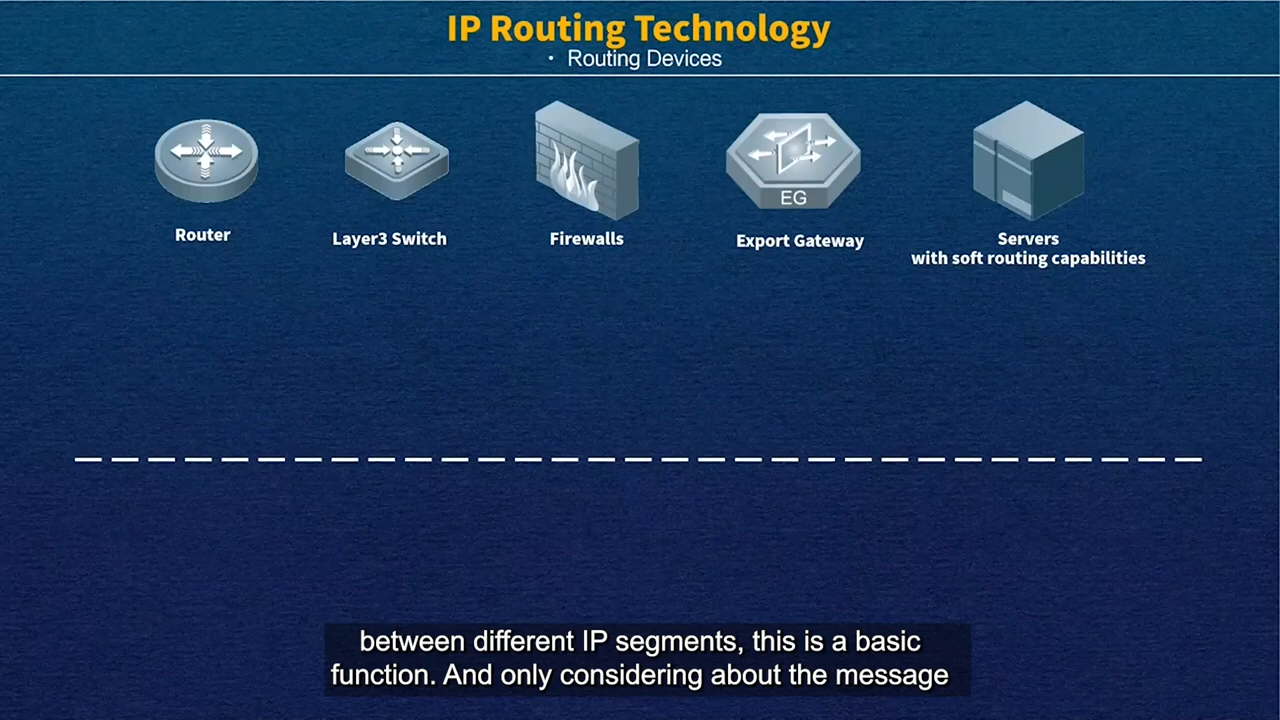 IP Routing Technology
· Routing Devices
EG
Router
Layer3 Switch
Firewalls
Export Gateway
Servers
with soft routing capabilities
between different IP segments, this is a basic
function. And only considering about the message